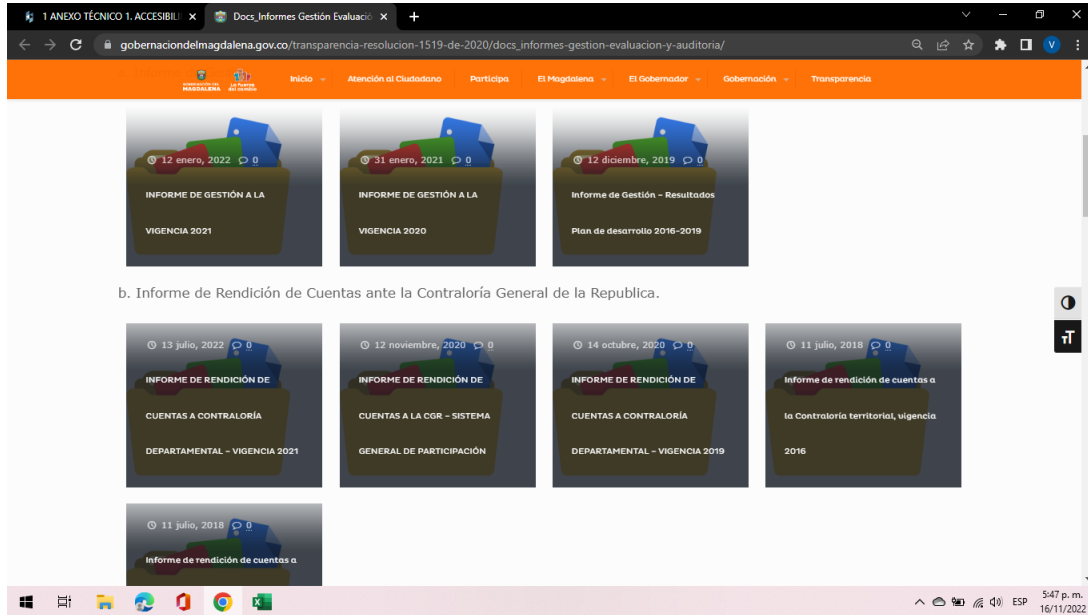 1 ANEXO TÉCNICO 1. ACCESIBILI
Docs_Informes Gestión Evaluació
gobernaciondelmagdalena.gov.co/transparencia-resolucion-1519-de-2020/docs_informes-gestion-evaluacion-y-auditoria/
V
MAGDALENA
La fuerza
del cambio
Inicio
Atención al Ciudadano
Participa
El Magdalena
El Gobernador
Gobernación
Transparencia
12 enero, 2022 0
INFORME DE GESTIÓN A LA
VIGENCIA 2021
31 enero, 2021 0
INFORME DE GESTIÓN A LA
VIGENCIA 2020
12 diciembre, 2019 0
Informe de Gestión – Resultados
Plan de desarrollo 2016-2019
b. Informe de Rendición de Cuentas ante la Contraloría General de la Republica.
13 julio, 2022 0
INFORME DE RENDICIÓN DE
CUENTAS A CONTRALORÍA
DEPARTAMENTAL – VIGENCIA 2021
12 noviembre, 2020 0
INFORME DE RENDICIÓN DE
CUENTAS A LA CGR – SISTEMA
GENERAL DE PARTICIPACIÓN
14 octubre, 2020 0
INFORME DE RENDICIÓN DE
CUENTAS A CONTRALORÍA
DEPARTAMENTAL – VIGENCIA 2019
11 julio, 2018 0
Informe de rendición de cuentas a
la Contraloría territorial, vigencia
2016
11 julio, 2018 0
Informe de rendición de cuentas a
TT
ESP
5:47 p. m.
16/11/2022